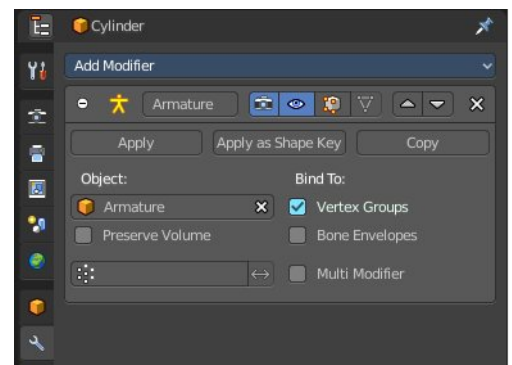 Cylinder
Add Modifier
Armature
Apply Apply as Shape Key Copy
Object: Bind To:
Armature Vertex Groups
Preserve Volume Bone Envelopes
Multi Modifier